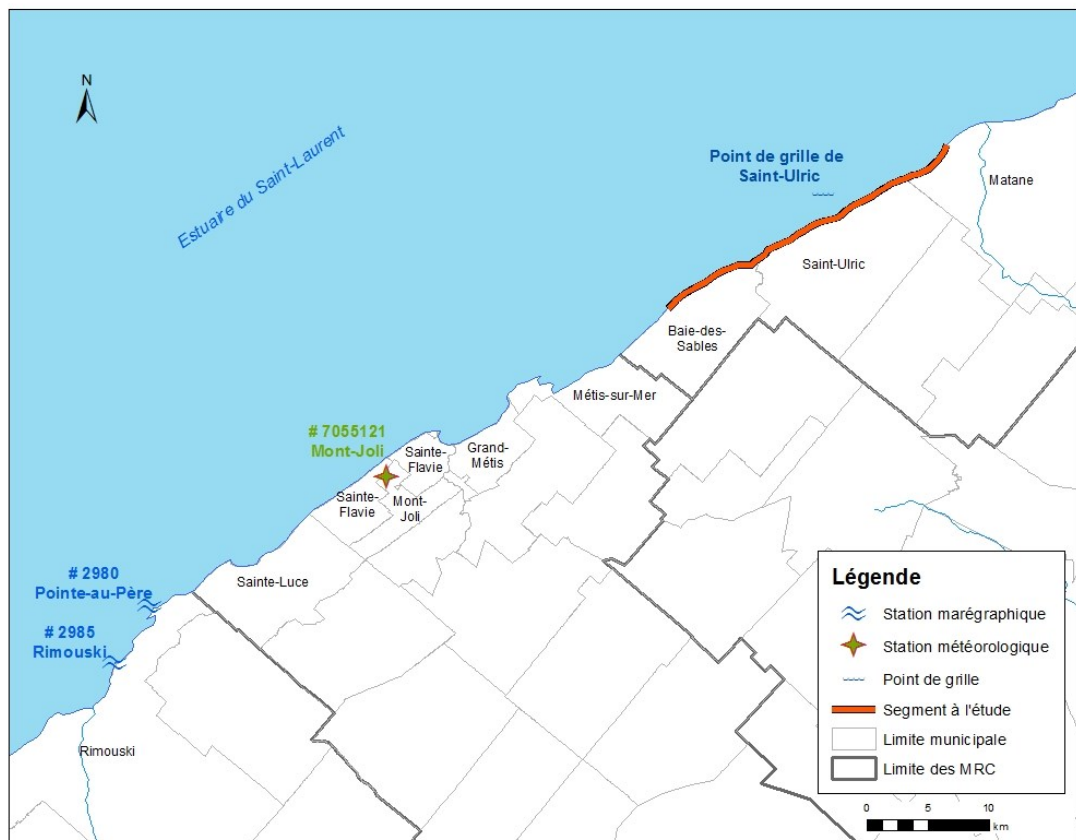 N
Estuaire du Saint-Laurent
Point de grille de
Saint-Ulric
Matane
Saint-Ulric
Baie-des-
Sables
Métis-sur-Mer
# 7055121
Mont-Joli
Sainte-
Flavie
Grand-
Métis
Sainte-
Flavie
Mont-
Joli
# 2980
Pointe-au-Père
Sainte-Luce
# 2985
Rimouski
Rimouski
Légende
Station marégraphique
Station météorologique
Point de grille
Segment à l'étude
Limite municipale
Limite des MRC
0 5 10
km